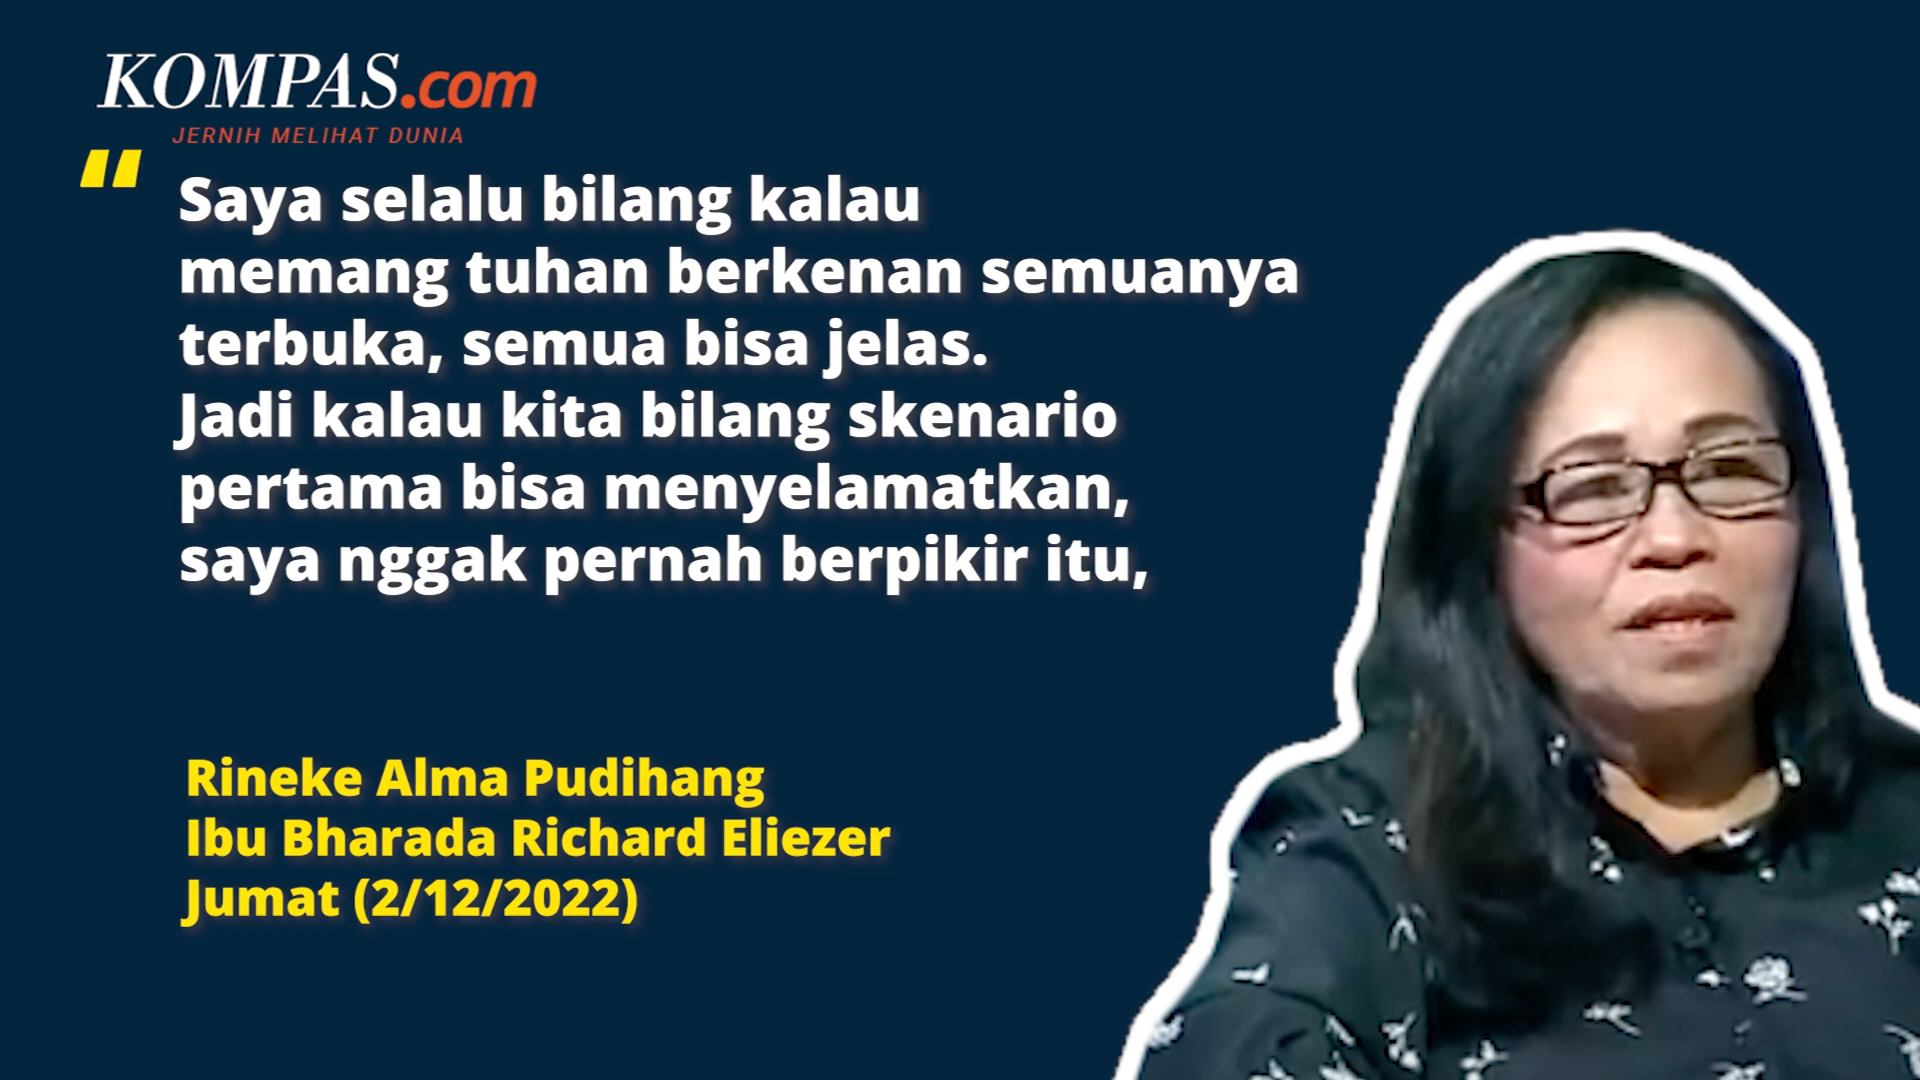 KOMPAS.com
JERNIH MELIHAT DUNIA
“
Saya selalu bilang kalau
memang tuhan berkenan semuanya
terbuka, semua bisa jelas.
Jadi kalau kita bilang skenario
pertama bisa menyelamatkan,
saya nggak pernah berpikir itu,
Rineke Alma Pudihang
Ibu Bharada Richard Eliezer
Jumat (2/12/2022)